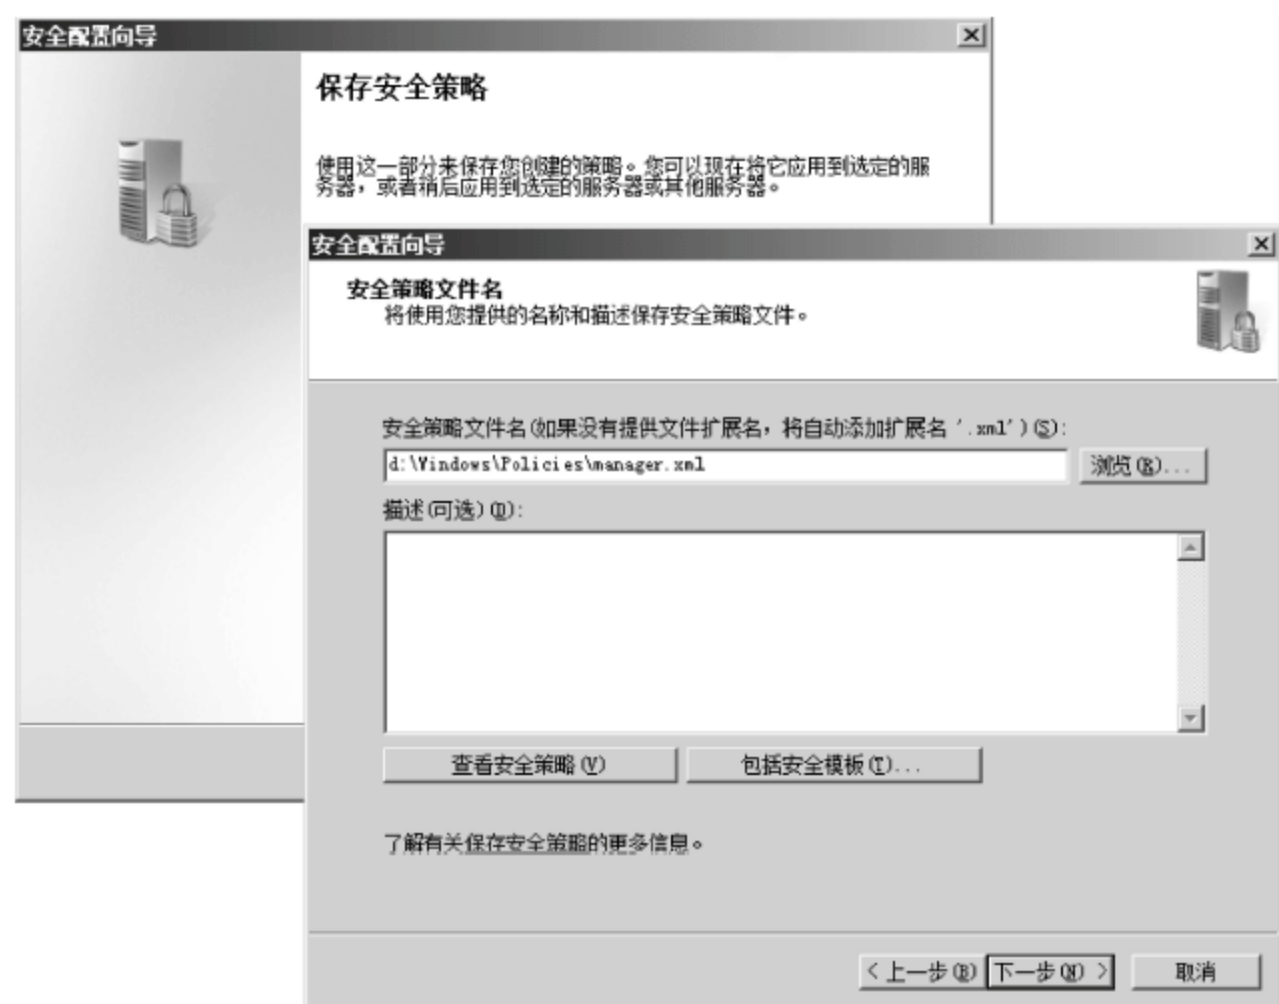 安全配置向导
保存安全策略
使用这一部分来保存您创建的策略。您可以现在将它应用到选定的服
务器，或者稍后应用到选定的服务器或其他服务器。
安全配置向导
安全策略文件名
将使用您提供的名称和描述保存安全策略文件。
安全策略文件名(如果没有提供文件扩展名，将自动添加扩展名 '.xml')(S):
d:\Windows\Policies\manager.xml
浏览(R)...
描述(可选)(D):
查看安全策略(V)
包括安全模板(T)...
了解有关保存安全策略的更多信息。
< 上一步(B)
下一步(N) >
取消